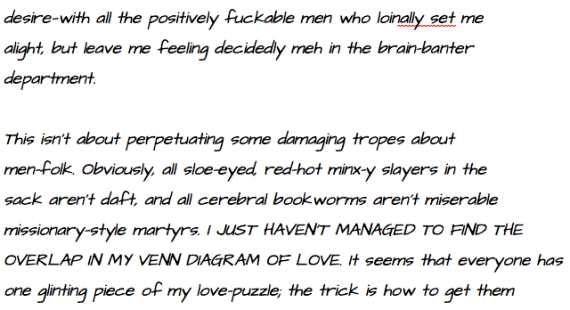 desire-with all the positively fuckable men who loinally set me
alight, but leave me feeling decidedly meh in the brain-banter
department.
This isn't about perpetuating some damaging tropes about
men-folk. Obviously, all sloe-eyed, red-hot minx-y slayers in the
sack aren't daft, and all cerebral bookworms aren't miserable
missionary-style martyrs. I JUST HAVEN'T MANAGED TO FIND THE
OVERLAP IN MY VENN DIAGRAM OF LOVE. It seems that everyone has
one glinting piece of my love-puzzle; the trick is how to get them